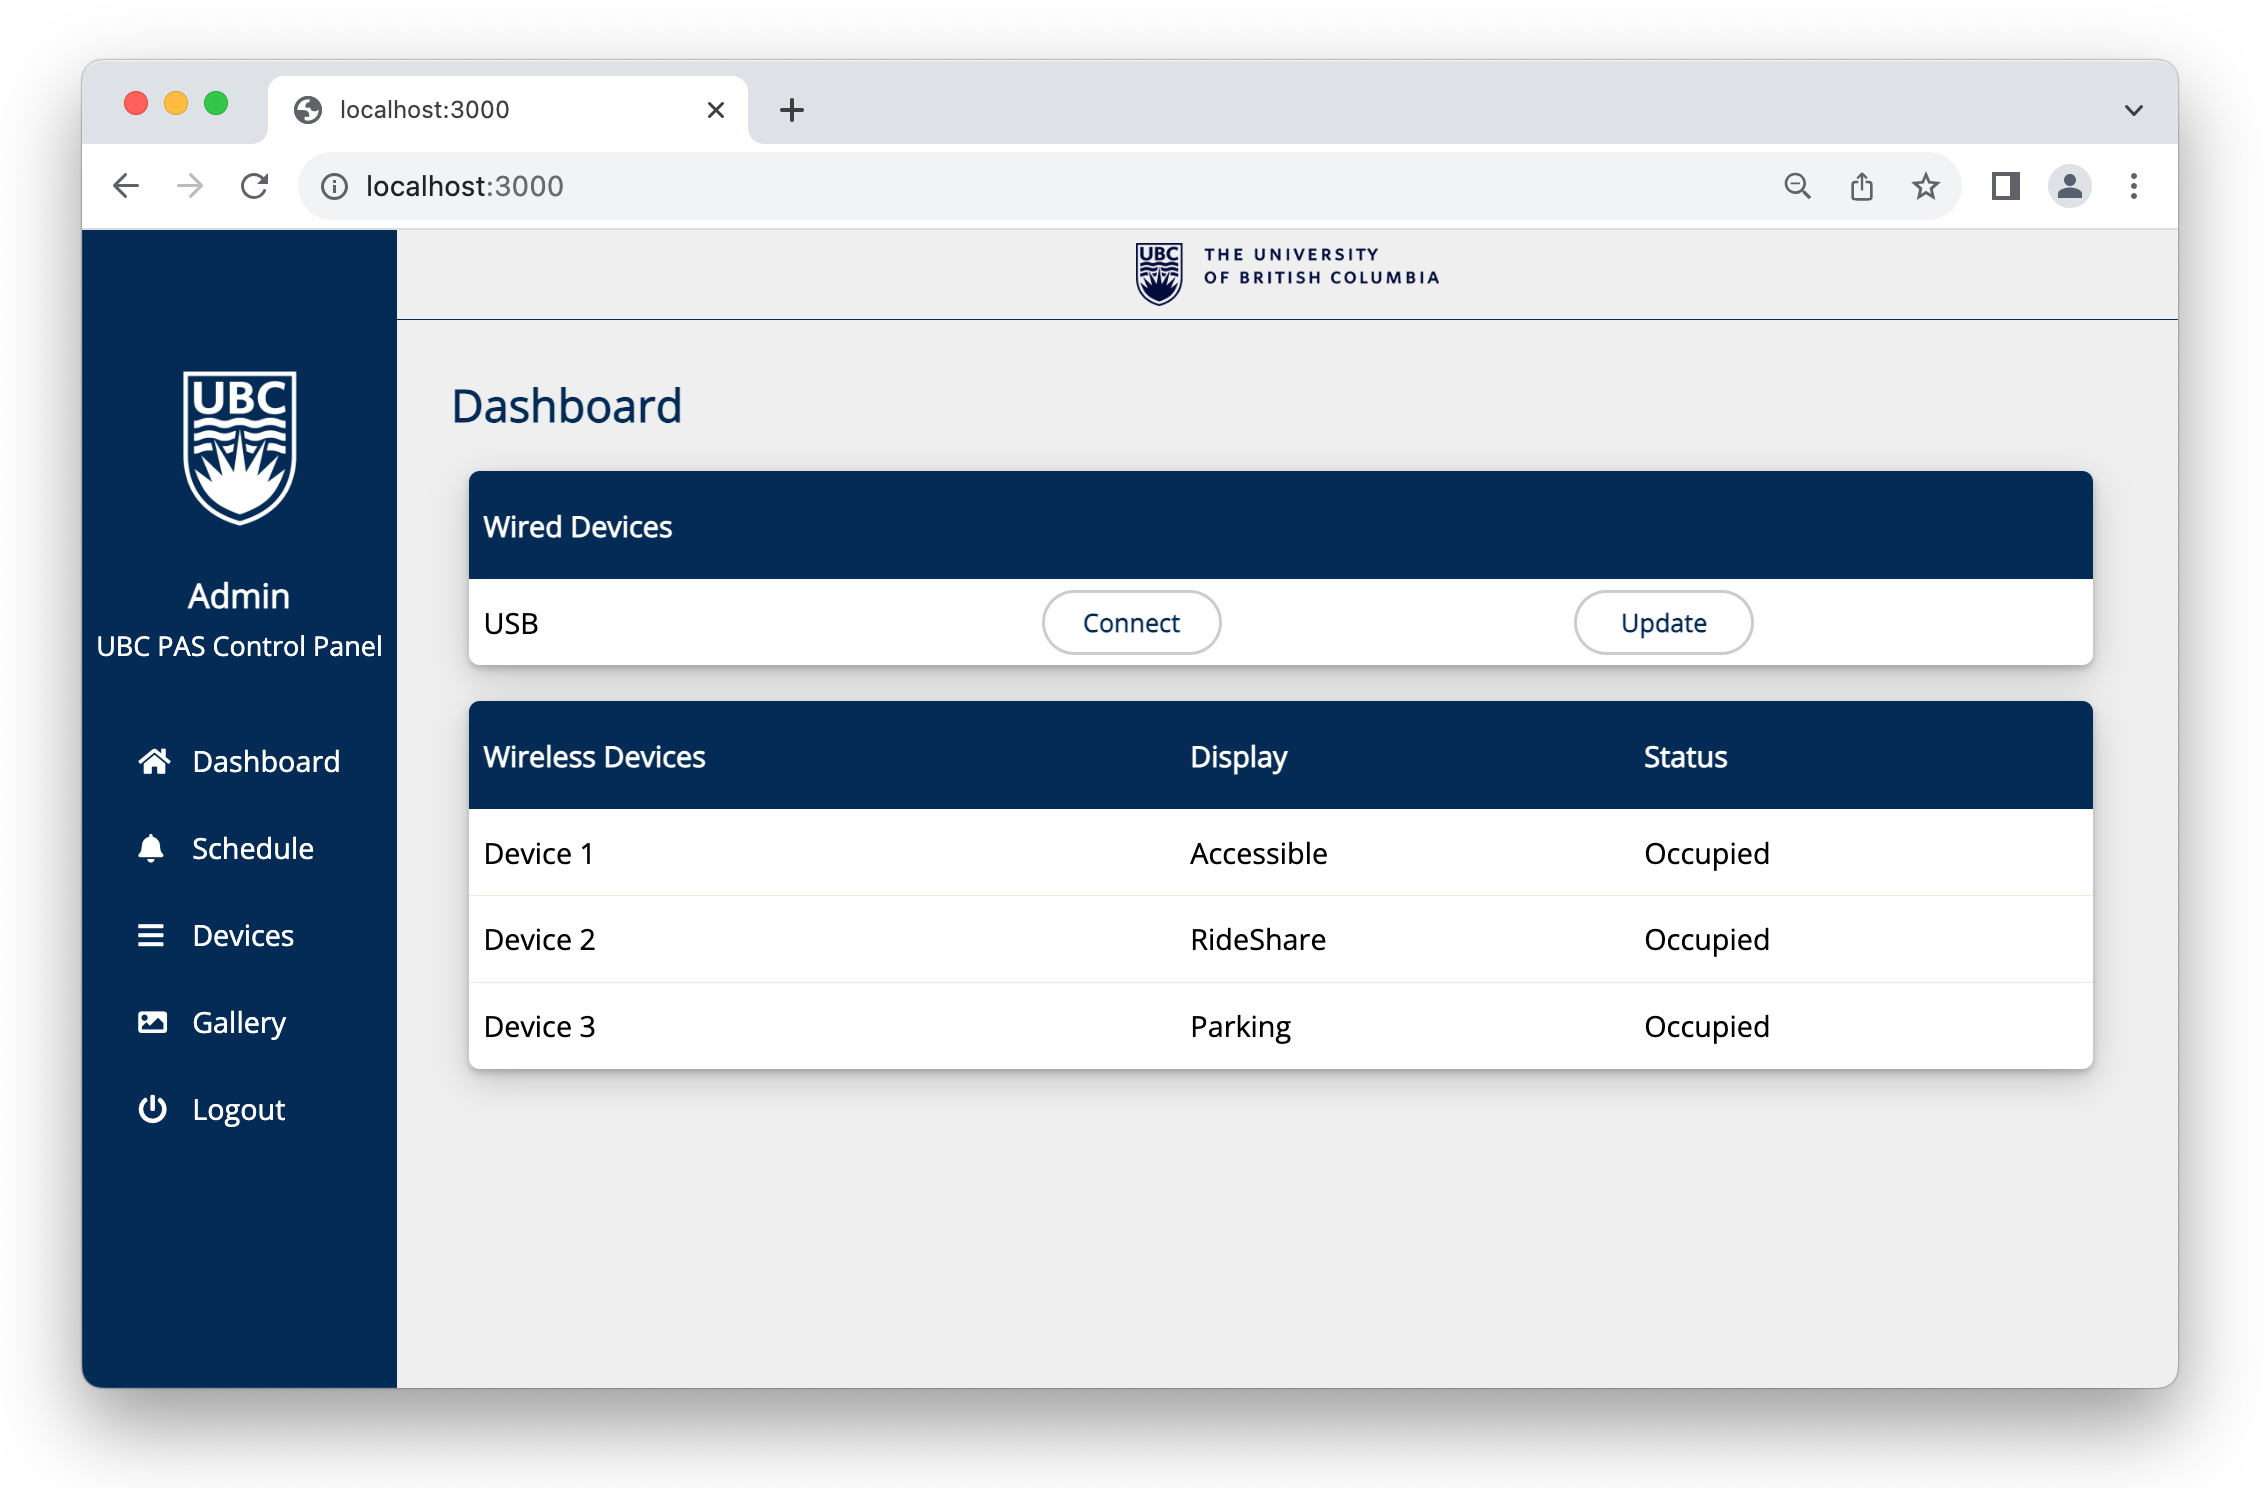 localhost:3000
localhost:3000
UBC THE UNIVERSITY
OF BRITISH COLUMBIA
UBC
Admin
UBC PAS Control Panel
Dashboard
Schedule
Devices
Gallery
Logout
Dashboard
Wired Devices
USB Connect Update
Wireless Devices Display Status
Device 1 Accessible Occupied
Device 2 RideShare Occupied
Device 3 Parking Occupied